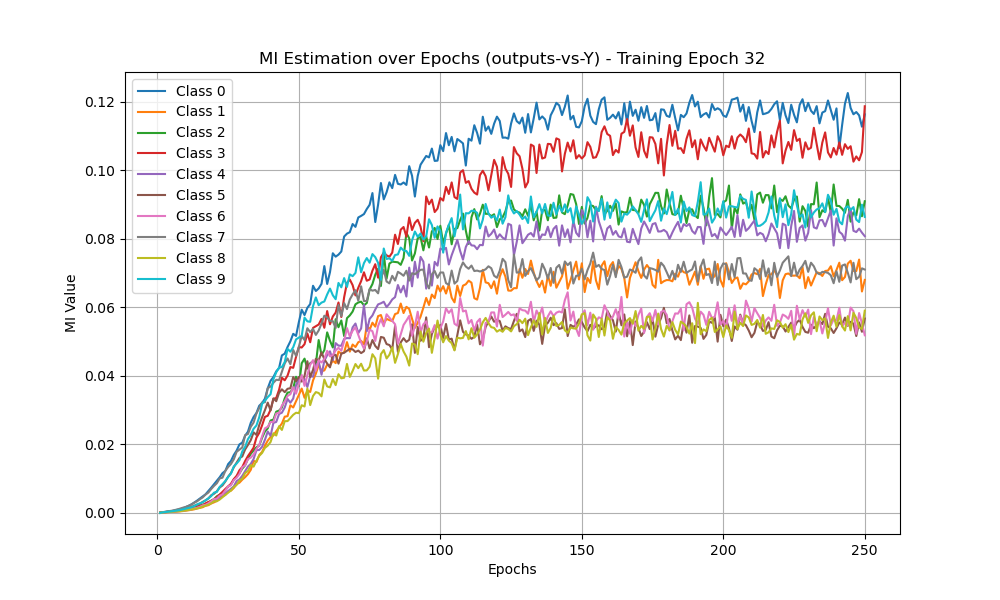 MI Estimation over Epochs (outputs-vs-Y) - Training Epoch 32
MI Value
0.12
0.10
0.08
0.06
0.04
0.02
0.00
Class 0
Class 1
Class 2
Class 3
Class 4
Class 5
Class 6
Class 7
Class 8
Class 9
0
50
100
150
200
250
Epochs